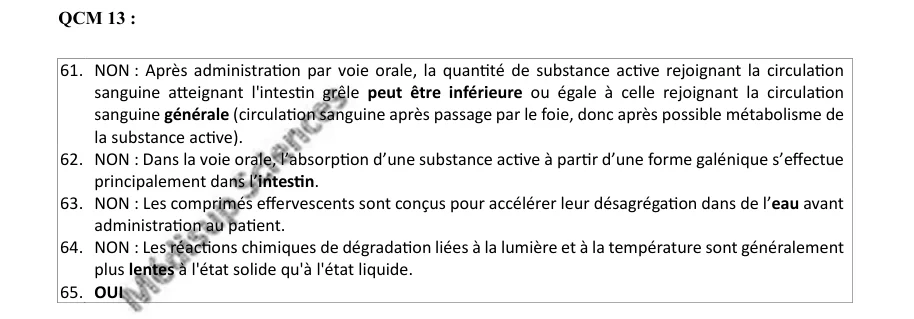 QCM 13 :
61. NON : Après administration par voie orale, la quantité de substance active rejoignant la circulation
sanguine atteignant l'intestin grêle peut être inférieure ou égale à celle rejoignant la circulation
sanguine générale (circulation sanguine après passage par le foie, donc après possible métabolisme de
la substance active).
62. NON : Dans la voie orale, l’absorption d’une substance active à partir d’une forme galénique s’effectue
principalement dans l’intestin.
63. NON : Les comprimés effervescents sont conçus pour accélérer leur désagrégation dans de l’eau avant
administration au patient.
64. NON : Les réactions chimiques de dégradation liées à la lumière et à la température sont généralement
plus lentes à l'état solide qu'à l'état liquide.
65. OUI
Médisup Sciences